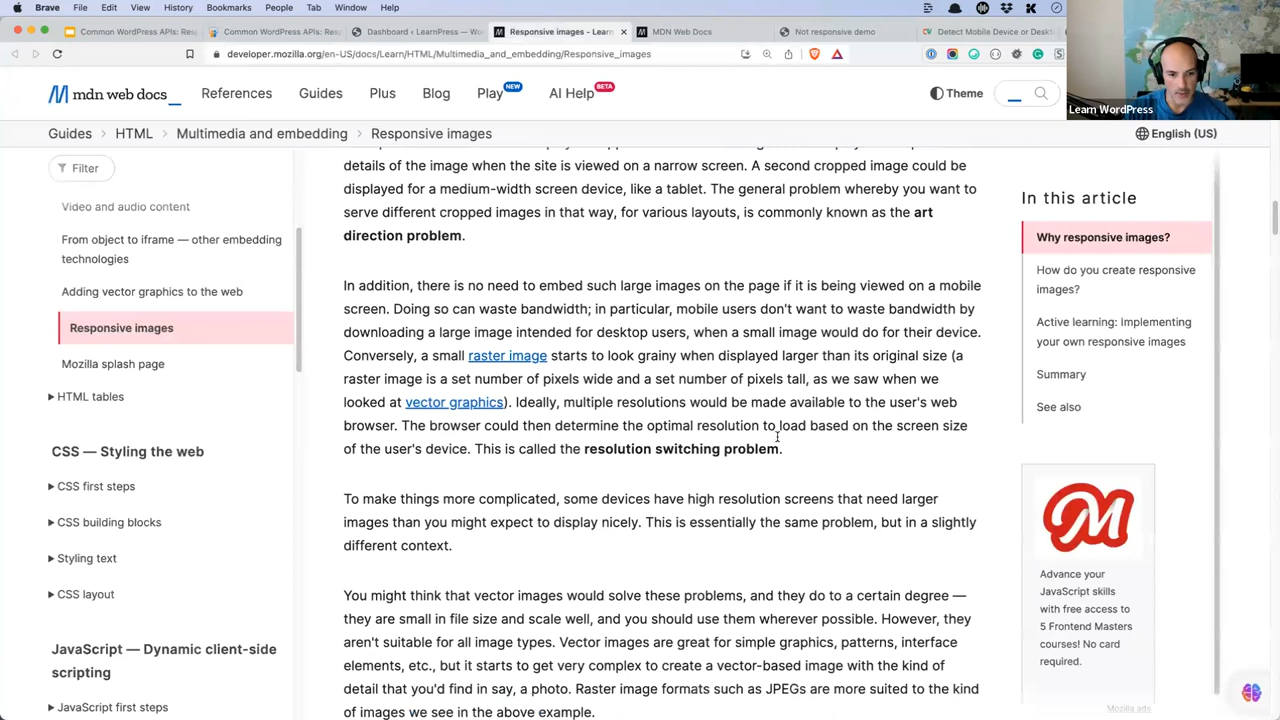 Brave File Edit View History Bookmarks People Tab Window Help
Common WordPress APIs: Resp
Common WordPress APIs: Resp
Dashboard ‹ LearnPress — Wor
Responsive images - Learn
MDN Web Docs
Not responsive demo
Detect Mobile Device or Deskt
developer.mozilla.org/en-US/docs/Learn/HTML/Multimedia_and_embedding/Responsive_images
mdn web docs_
References
Guides
Plus
Blog
Play NEW
AI Help BETA
Theme
Learn WordPress
Guides > HTML > Multimedia and embedding > Responsive images
English (US)
Filter
Video and audio content
From object to iframe — other embedding
technologies
Adding vector graphics to the web
Responsive images
Mozilla splash page
HTML tables
CSS — Styling the web
CSS first steps
CSS building blocks
Styling text
CSS layout
JavaScript — Dynamic client-side
scripting
JavaScript first steps
details of the image when the site is viewed on a narrow screen. A second cropped image could be
displayed for a medium-width screen device, like a tablet. The general problem whereby you want to
serve different cropped images in that way, for various layouts, is commonly known as the art
direction problem.
In addition, there is no need to embed such large images on the page if it is being viewed on a mobile
screen. Doing so can waste bandwidth; in particular, mobile users don't want to waste bandwidth by
downloading a large image intended for desktop users, when a small image would do for their device.
Conversely, a small raster image starts to look grainy when displayed larger than its original size (a
raster image is a set number of pixels wide and a set number of pixels tall, as we saw when we
looked at vector graphics). Ideally, multiple resolutions would be made available to the user's web
browser. The browser could then determine the optimal resolution to load based on the screen size
of the user's device. This is called the resolution switching problem.
To make things more complicated, some devices have high resolution screens that need larger
images than you might expect to display nicely. This is essentially the same problem, but in a slightly
different context.
You might think that vector images would solve these problems, and they do to a certain degree —
they are small in file size and scale well, and you should use them wherever possible. However, they
aren't suitable for all image types. Vector images are great for simple graphics, patterns, interface
elements, etc., but it starts to get very complex to create a vector-based image with the kind of
detail that you'd find in say, a photo. Raster image formats such as JPEGs are more suited to the kind
of images we see in the above example.
In this article
Why responsive images?
How do you create responsive
images?
Active learning: Implementing
your own responsive images
Summary
See also
Advance your
JavaScript skills
with free access to
5 Frontend Masters
courses! No card
required.
Mozilla ads